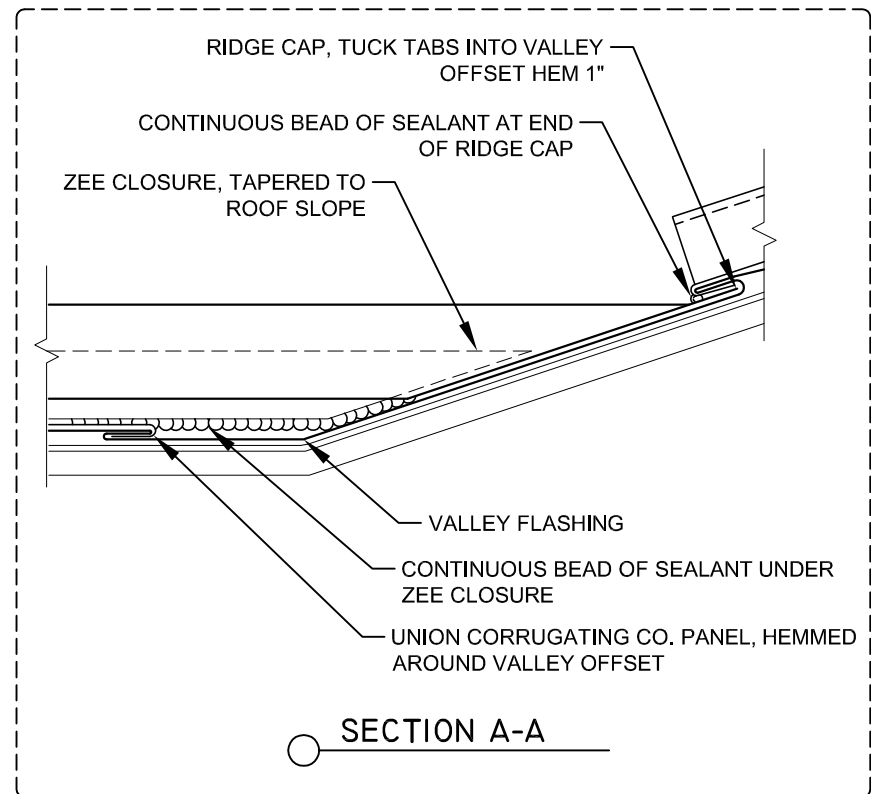 RIDGE CAP, TUCK TABS INTO VALLEY
OFFSET HEM 1"
CONTINUOUS BEAD OF SEALANT AT END
OF RIDGE CAP
ZEE CLOSURE, TAPERED TO
ROOF SLOPE
VALLEY FLASHING
CONTINUOUS BEAD OF SEALANT UNDER
ZEE CLOSURE
UNION CORRUGATING CO. PANEL, HEMMED
AROUND VALLEY OFFSET
SECTION A-A